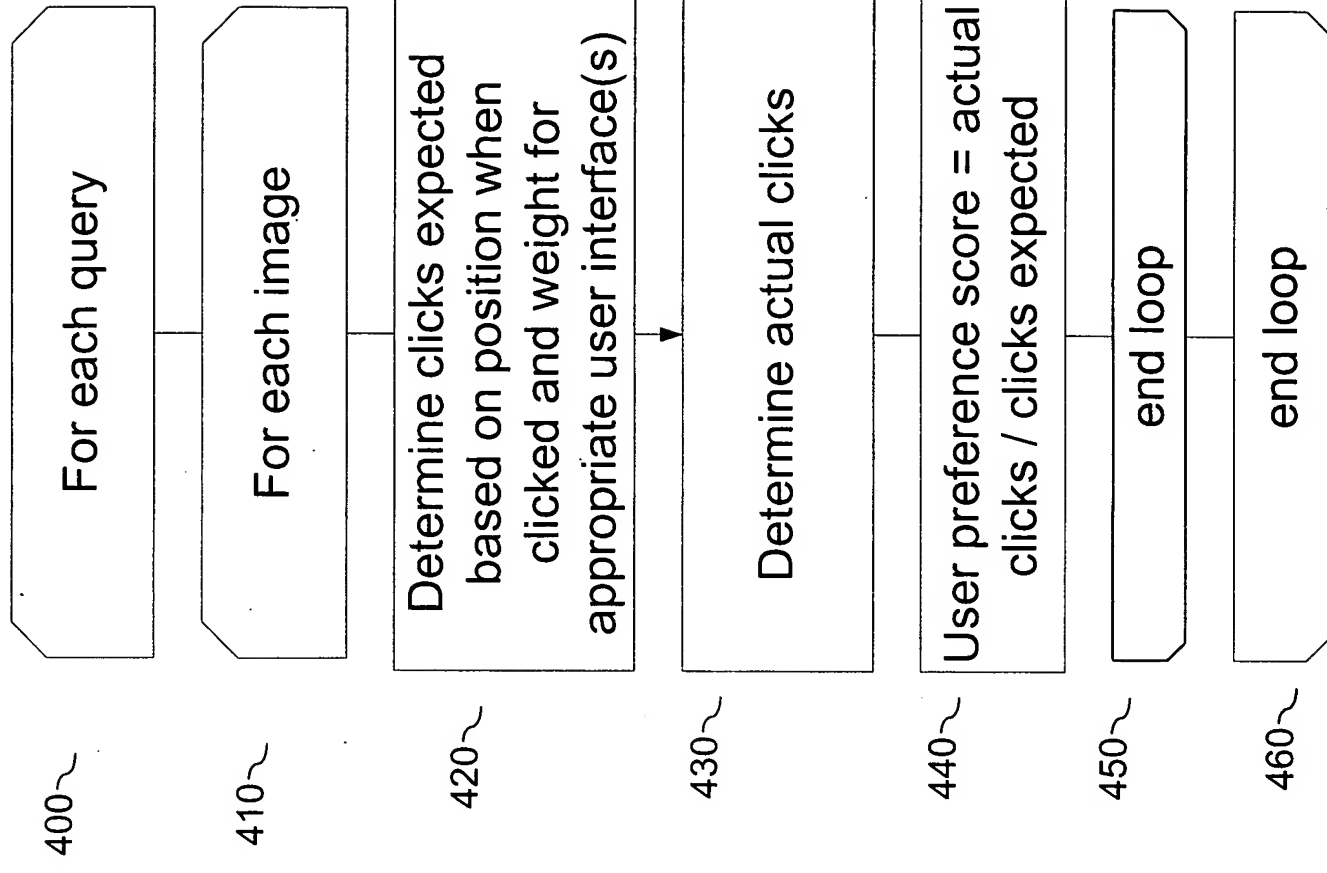 400
For each query
410
For each image
420
Determine clicks expected
based on position when
clicked and weight for
appropriate user interface(s)
430
Determine actual clicks
440
User preference score = actual
clicks / clicks expected
450
end loop
460
end loop